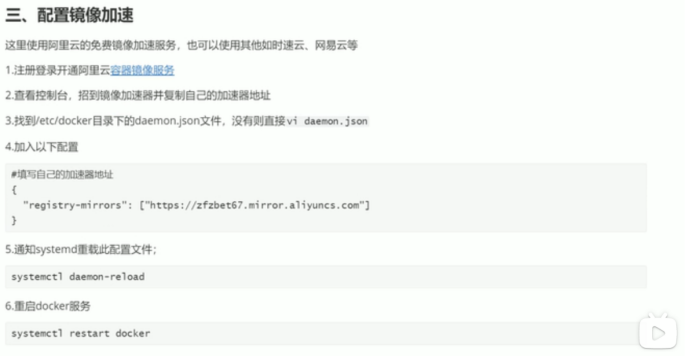 三、配置镜像加速
这里使用阿里云的免费镜像加速服务，也可以使用其他如时速云、网易云等
1.注册登录开通阿里云容器镜像服务
2.查看控制台，招到镜像加速器并复制自己的加速器地址
3.找到/etc/docker目录下的daemon.json文件，没有则直接vi daemon.json
4.加入以下配置
#填写自己的加速器地址
{
"registry-mirrors": ["https://zfzbet67.mirror.aliyuncs.com"]
}
5.通知systemd重载此配置文件；
systemctl daemon-reload
6.重启docker服务
systemctl restart docker